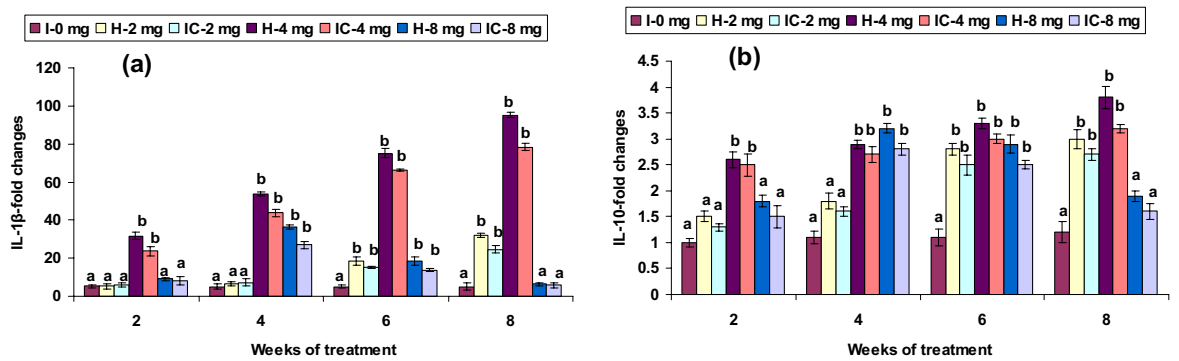 I-0 mg H-2 mg IC-2 mg H-4 mg IC-4 mg H-8 mg IC-8 mg
(a)
IL-1β-fold changes
120
100
80
60
40
20
0
a a a b b a a
a a a b b b b
a b b b b b b
a b b b b a a
2 4 6 8
Weeks of treatment
I-0 mg H-2 mg IC-2 mg H-4 mg IC-4 mg H-8 mg IC-8 mg
(b)
IL-10-fold changes
4.5
4
3.5
3
2.5
2
1.5
1
0.5
0
a a a b b a a
a a a b b b b
a b b b b b b
a b b b b a a
2 4 6 8
Weeks of treatment